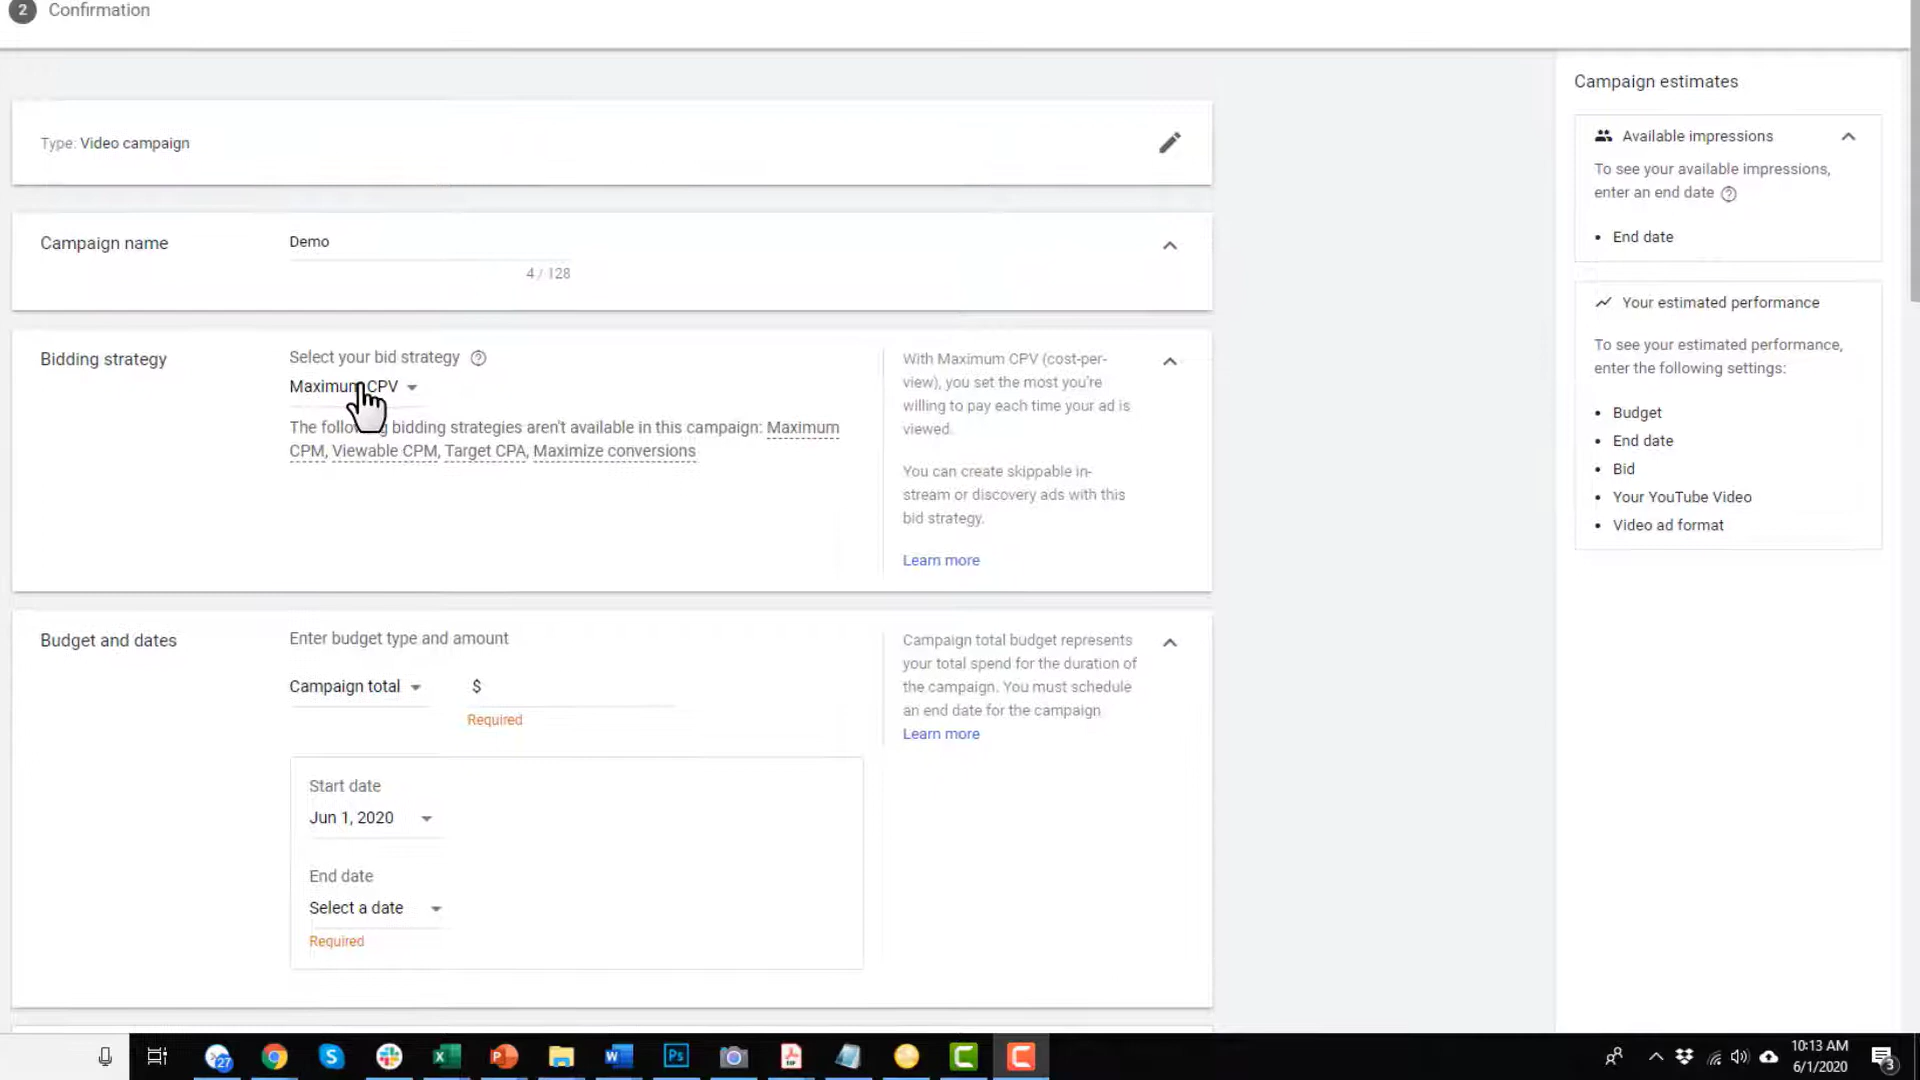 2 Confirmation
Type: Video campaign
Campaign name
Demo
4 / 128
Bidding strategy
Select your bid strategy ?
Maximum CPV
The following bidding strategies aren't available in this campaign: Maximum
CPM, Viewable CPM, Target CPA, Maximize conversions
With Maximum CPV (cost-per-
view), you set the most you're
willing to pay each time your ad is
viewed.
You can create skippable in-
stream or discovery ads with this
bid strategy.
Learn more
Budget and dates
Enter budget type and amount
Campaign total
$
Required
Start date
Jun 1, 2020
End date
Select a date
Required
Campaign total budget represents
your total spend for the duration of
the campaign. You must schedule
an end date for the campaign
Learn more
Campaign estimates
Available impressions
To see your available impressions,
enter an end date ?
• End date
Your estimated performance
To see your estimated performance,
enter the following settings:
• Budget
• End date
• Bid
• Your YouTube Video
• Video ad format
27
Ps
10:13 AM
6/1/2020
3